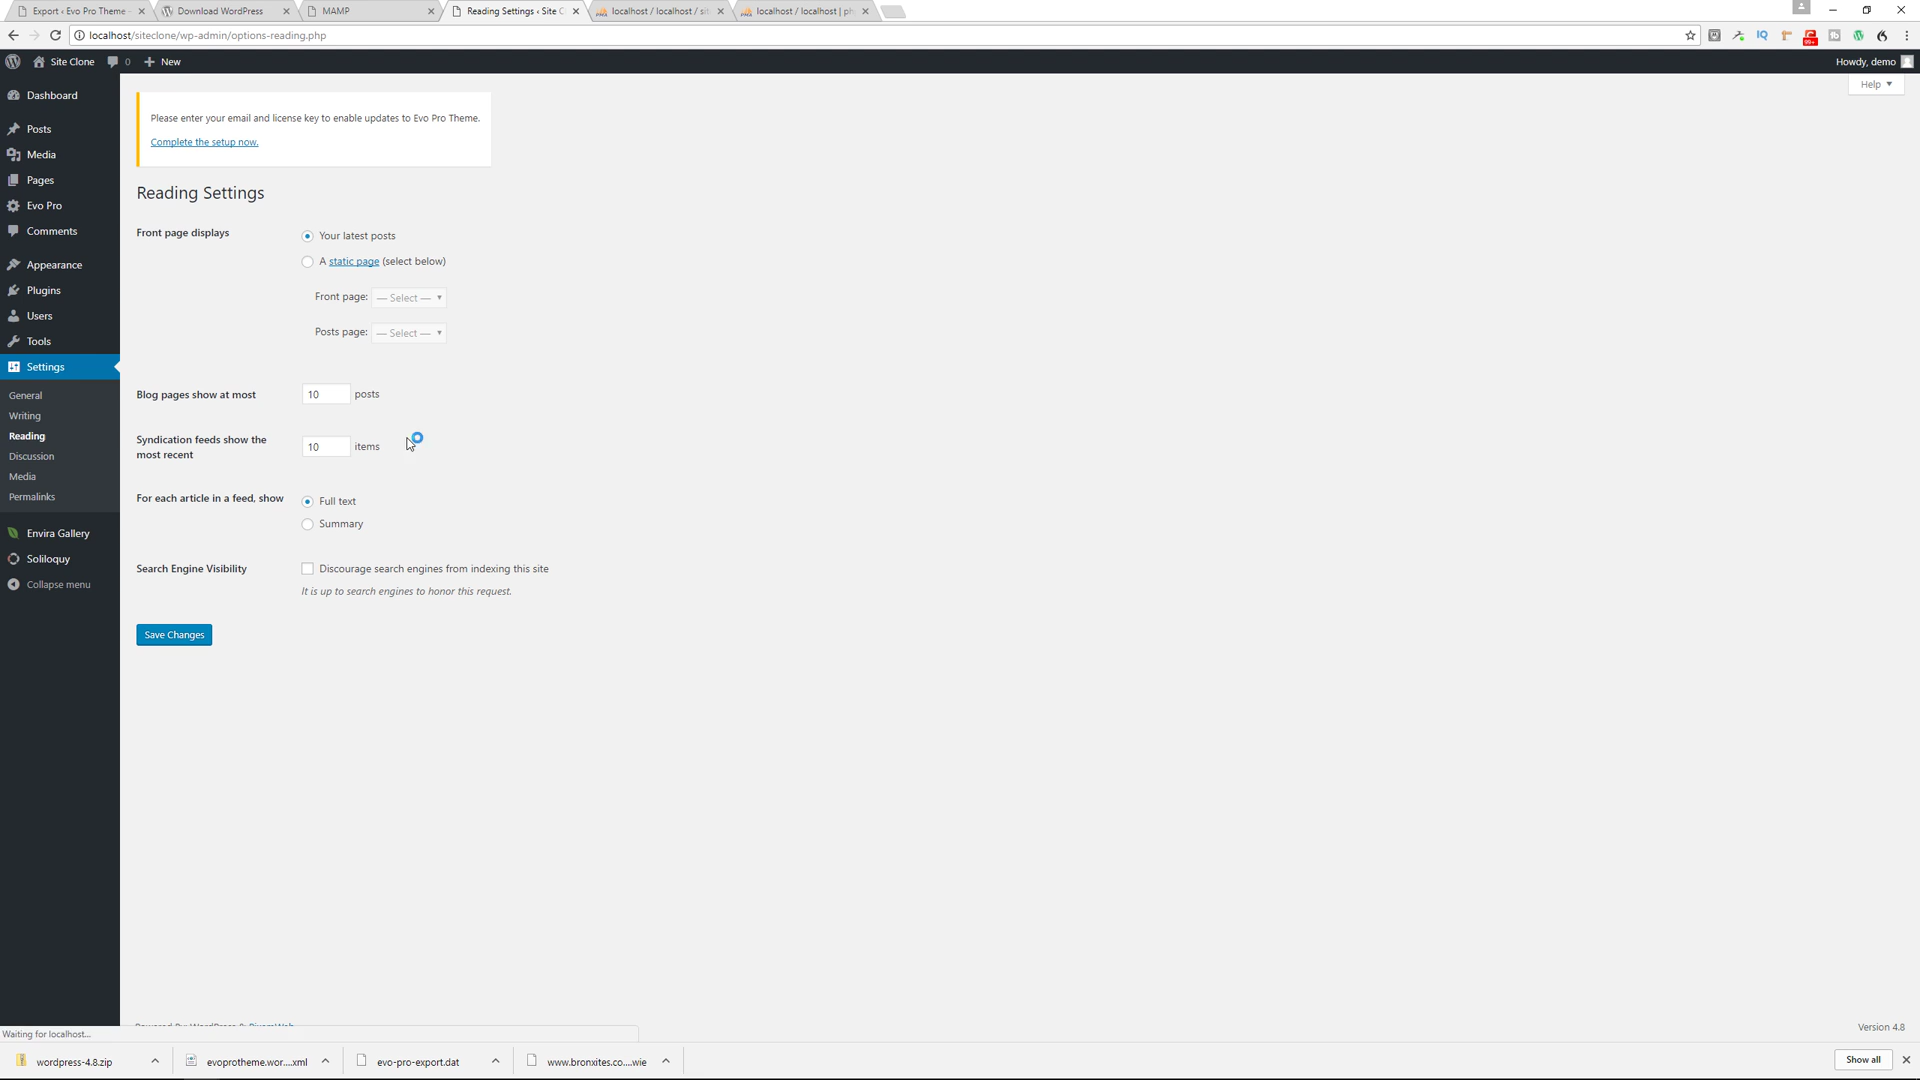 Export ‹ Evo Pro Theme -
Download WordPress
MAMP
Reading Settings ‹ Site C
localhost / localhost / sit
localhost / localhost | ph
localhost/siteclone/wp-admin/options-reading.php
Site Clone
0
New
Howdy, demo
Help
Dashboard
Posts
Media
Pages
Evo Pro
Comments
Appearance
Plugins
Users
Tools
Settings
General
Writing
Reading
Discussion
Media
Permalinks
Envira Gallery
Soliloquy
Collapse menu
Please enter your email and license key to enable updates to Evo Pro Theme.
Complete the setup now.
Reading Settings
Front page displays
Your latest posts
A static page (select below)
Front page: — Select —
Posts page: — Select —
Blog pages show at most 10 posts
Syndication feeds show the most recent 10 items
For each article in a feed, show
Full text
Summary
Search Engine Visibility
Discourage search engines from indexing this site
It is up to search engines to honor this request.
Save Changes
Waiting for localhost...
Version 4.8
wordpress-4.8.zip
evoprotheme.wor....xml
evo-pro-export.dat
www.bronxites.co....wie
Show all